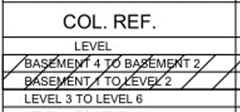 COL. REF.
LEVEL
BASEMENT 4 TO BASEMENT 2
BASEMENT 1 TO LEVEL 2
LEVEL 3 TO LEVEL 6